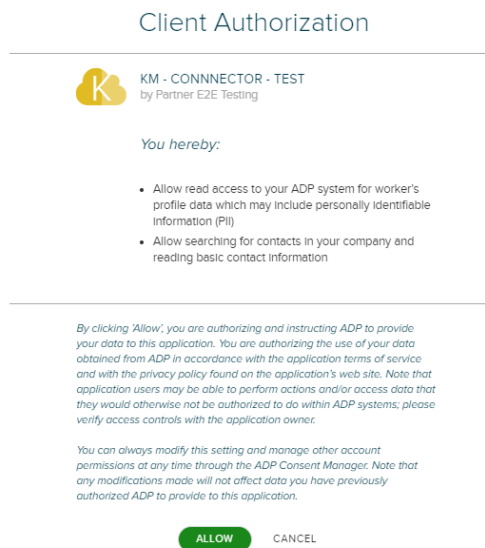 Client Authorization
K
KM - CONNNECTOR - TEST
by Partner E2E Testing
You hereby:
• Allow read access to your ADP system for worker's
profile data which may include personally identifiable
information (PII)
• Allow searching for contacts in your company and
reading basic contact information
By clicking 'Allow', you are authorizing and instructing ADP to provide
your data to this application. You are authorizing the use of your data
obtained from ADP in accordance with the application terms of service
and with the privacy policy found on the application's web site. Note that
application users may be able to perform actions and/or access data that
they would otherwise not be authorized to do within ADP systems; please
verify access controls with the application owner.
You can always modify this setting and manage other account
permissions at any time through the ADP Consent Manager. Note that
any modifications made will not affect data you have previously
authorized ADP to provide to this application.
ALLOW CANCEL